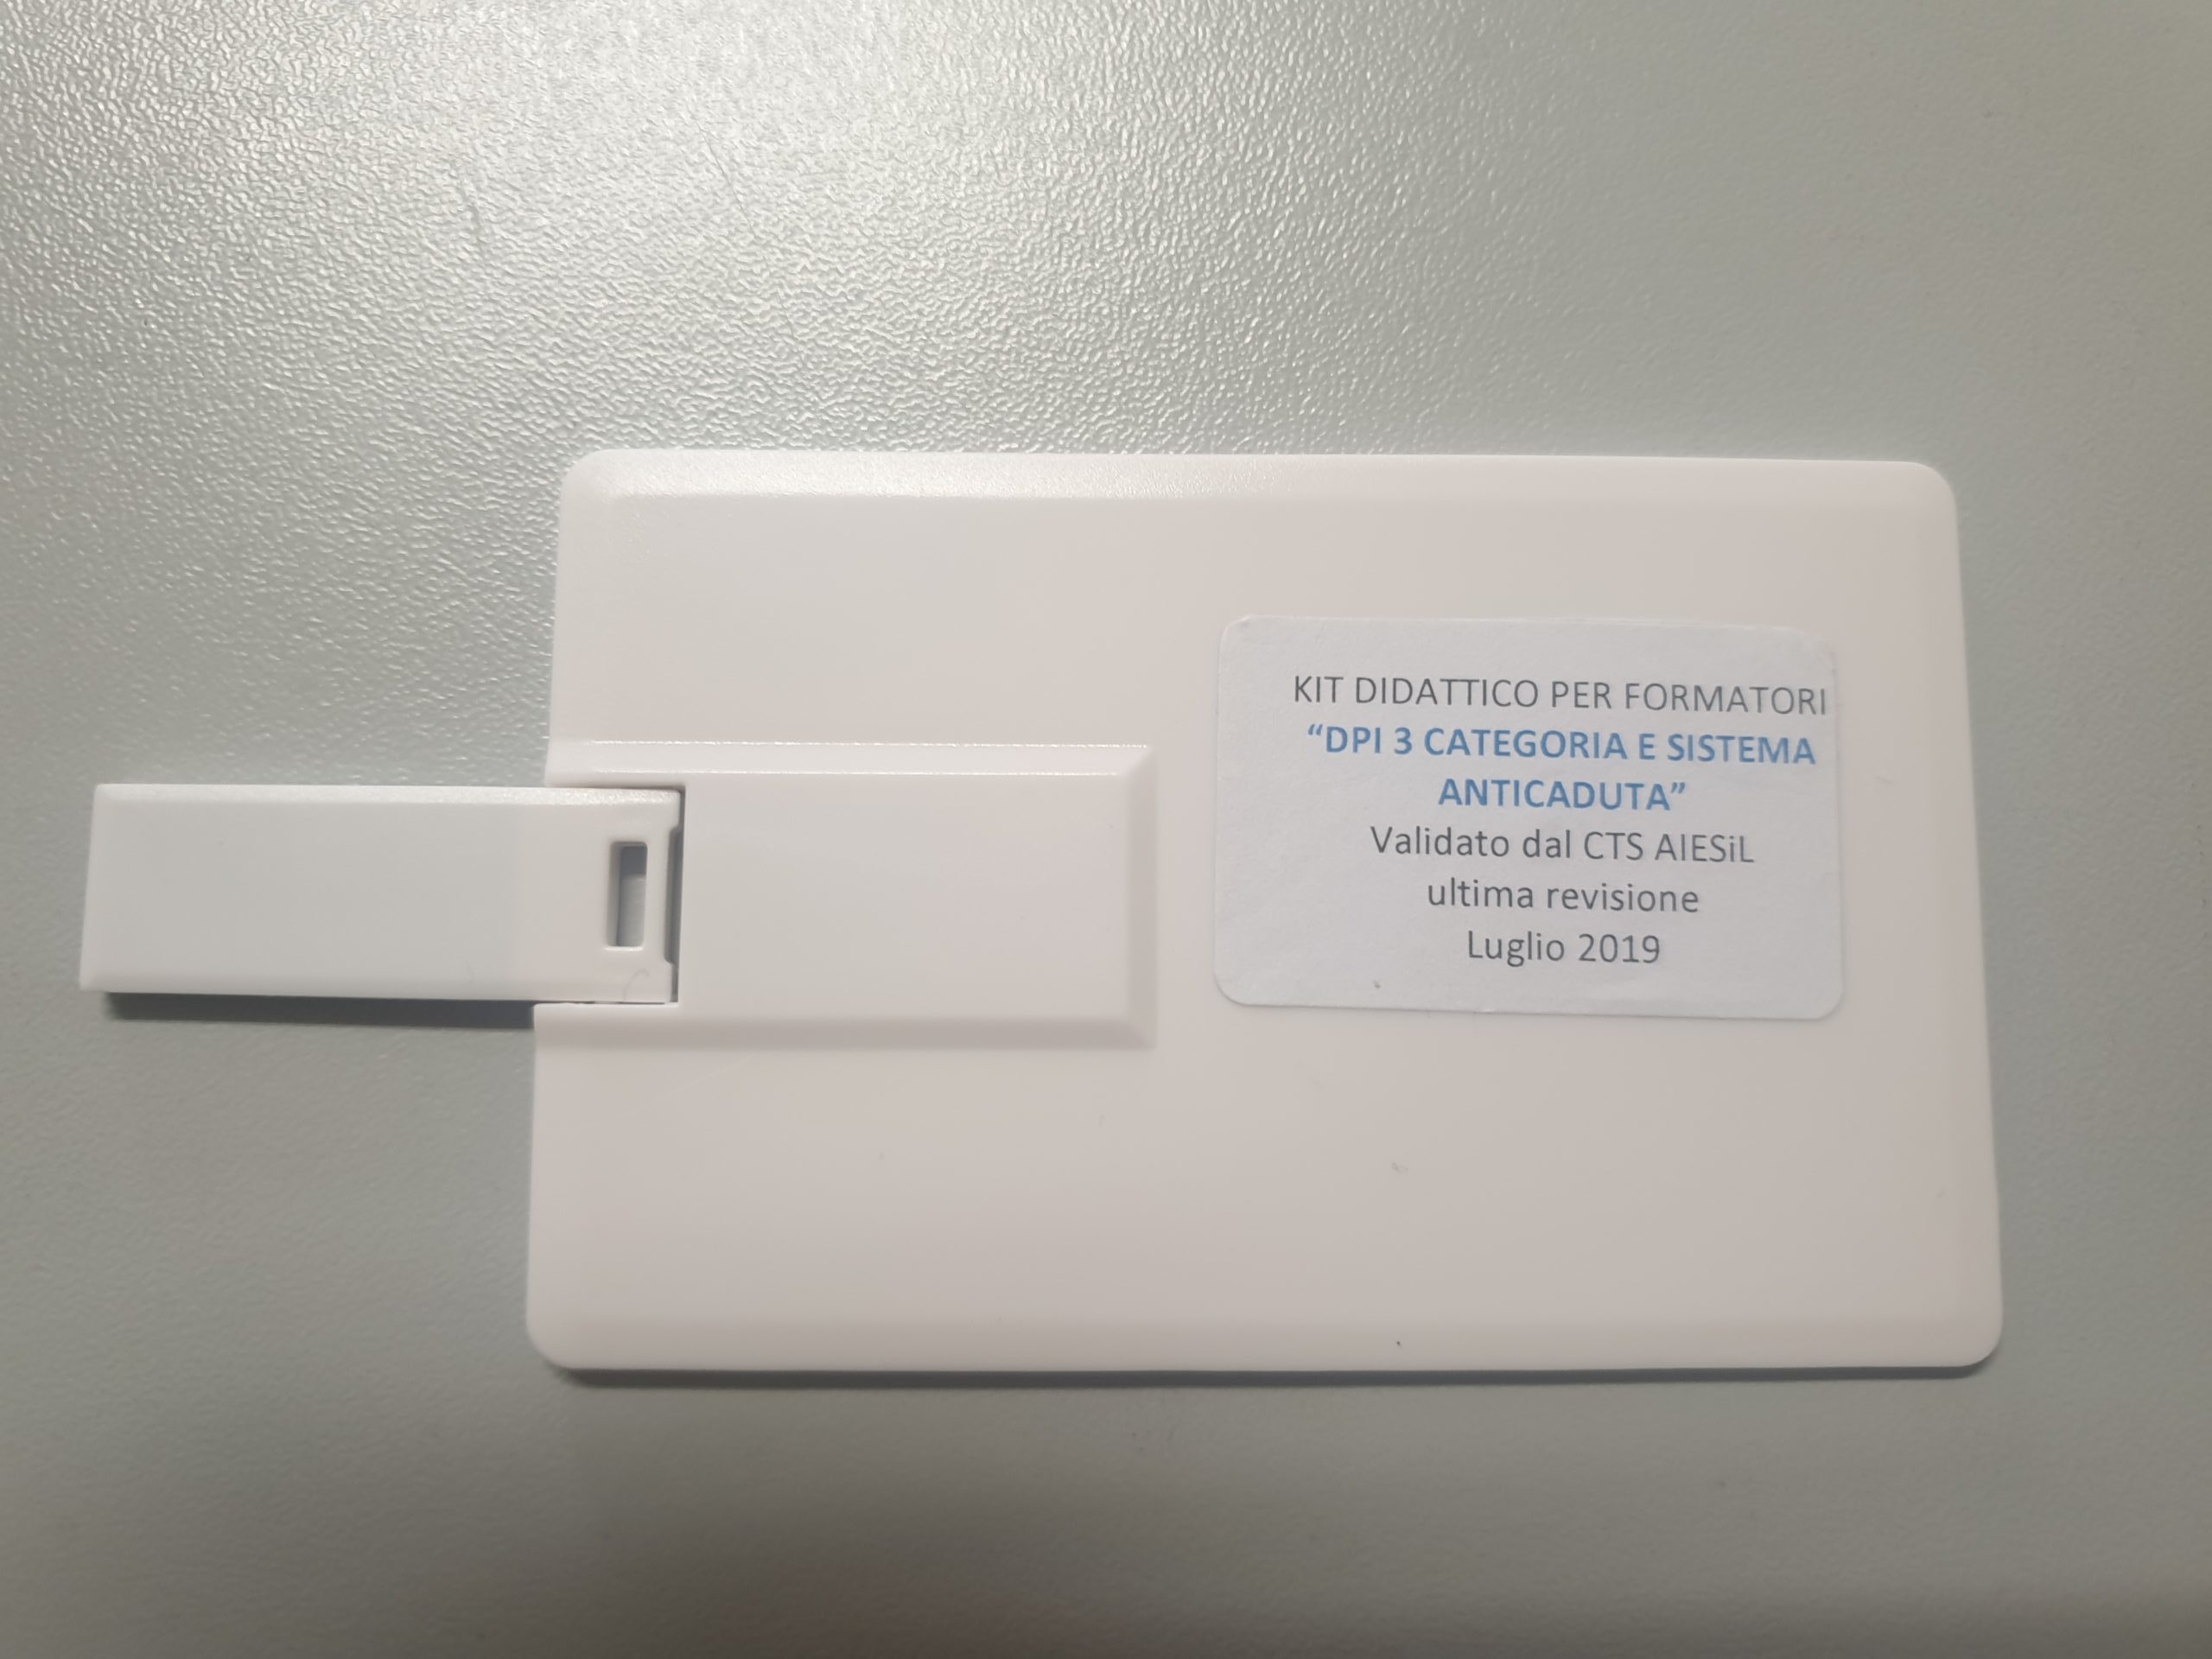 KIT DIDATTICO PER FORMATORI
“DPI 3 CATEGORIA E SISTEMA
ANTICADUTA”
Validato dal CTS AIESiL
ultima revisione
Luglio 2019